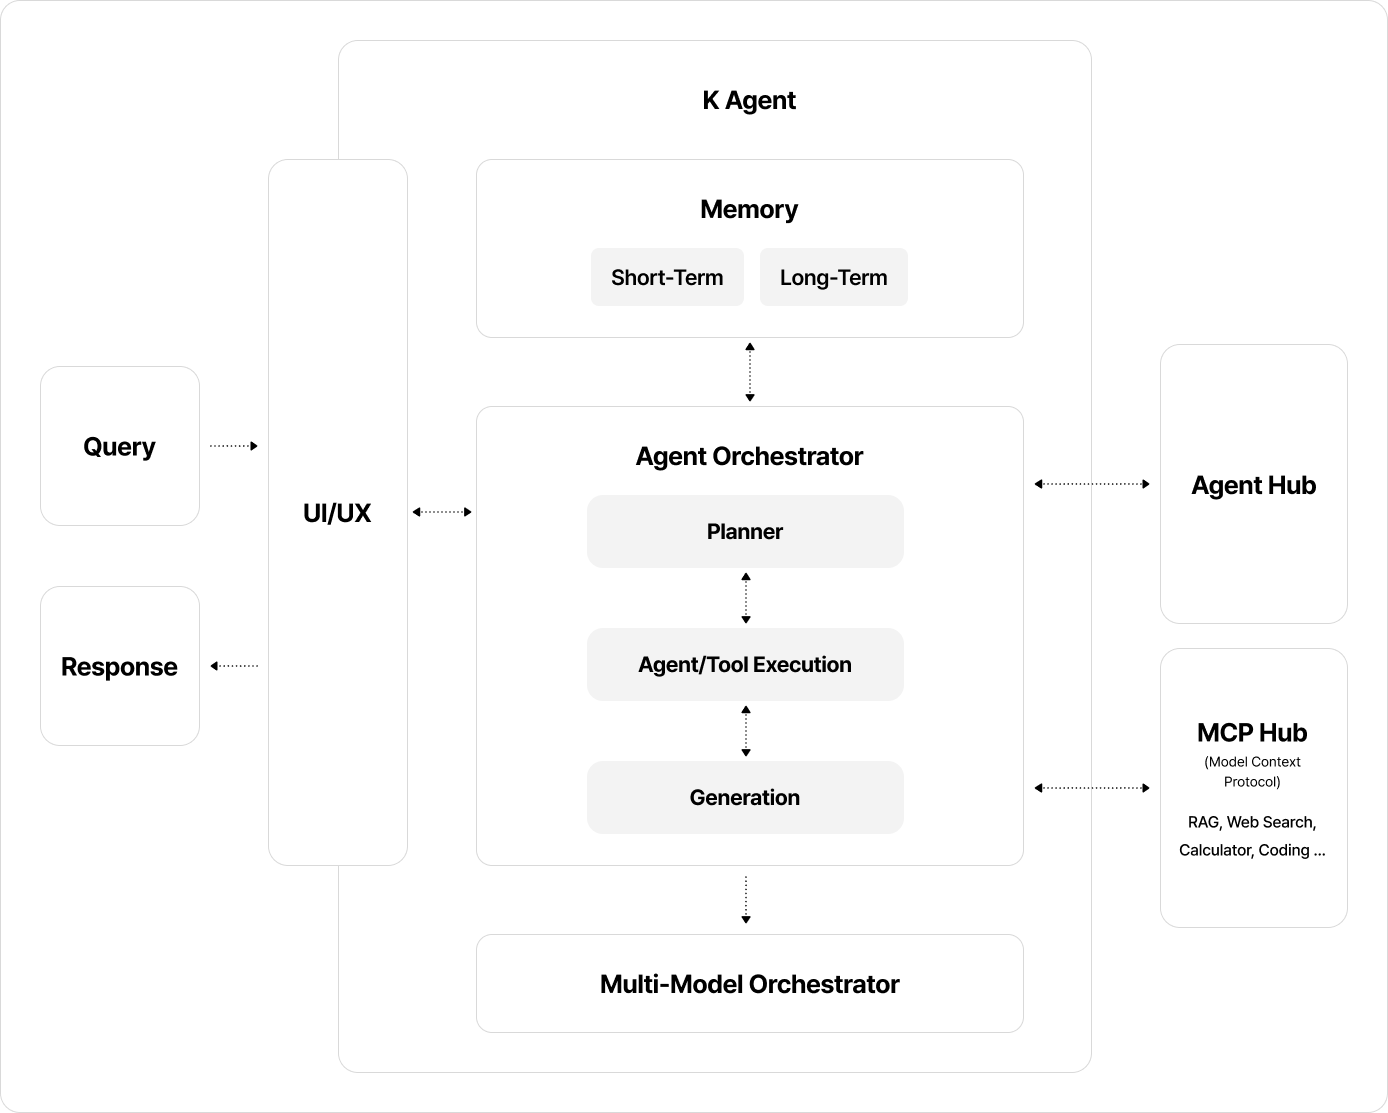 K Agent
Memory
Short-Term
Long-Term
Query
Response
UI/UX
Agent Orchestrator
Planner
Agent/Tool Execution
Generation
Multi-Model Orchestrator
Agent Hub
MCP Hub
(Model Context
Protocol)
RAG, Web Search,
Calculator, Coding ...